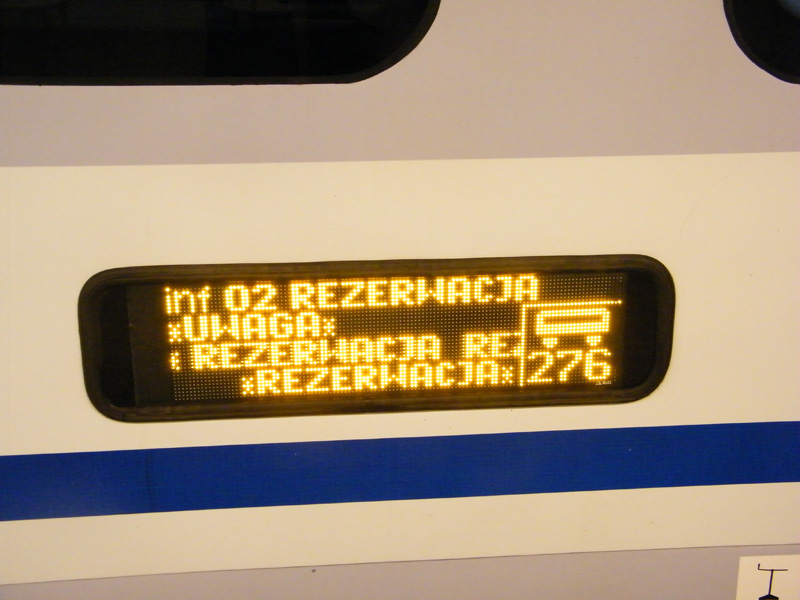 inf 02 REZERWACJA
*UWAGA*
: REZERWACJA RE
*REZERWACJA*
276